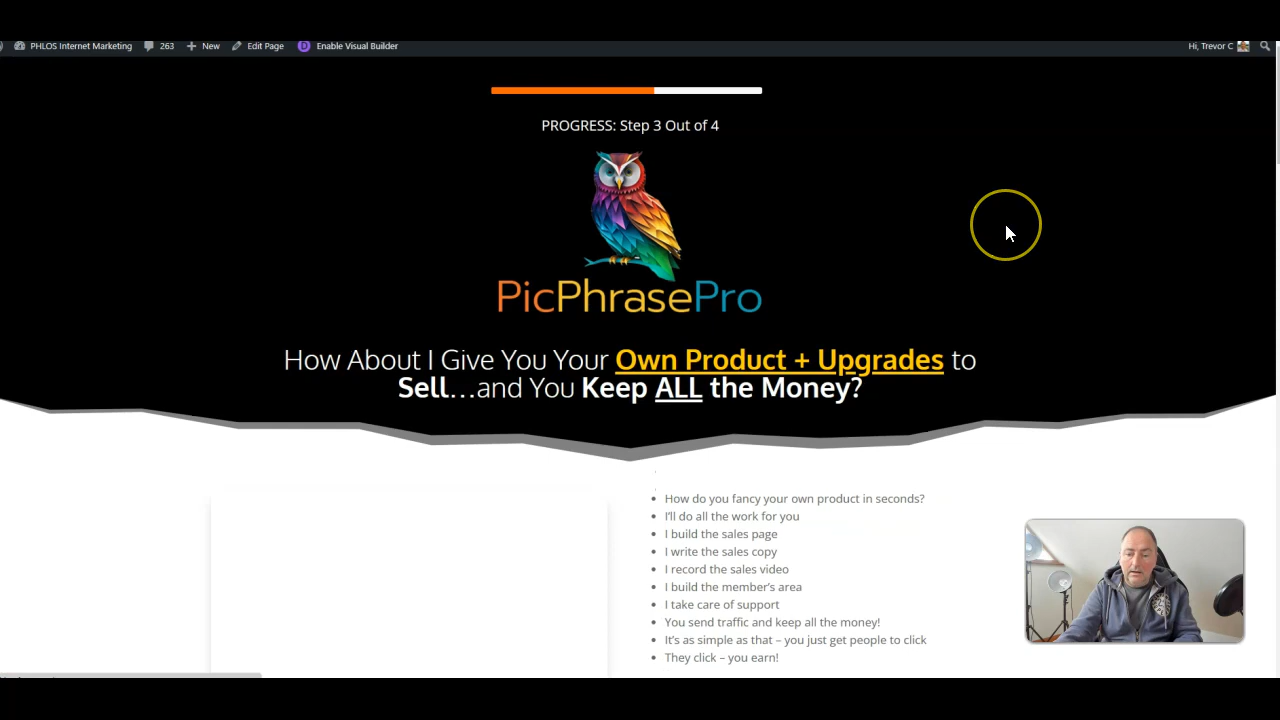 PHLOS Internet Marketing 263 New Edit Page D Enable Visual Builder Hi, Trevor C
PROGRESS: Step 3 Out of 4
PicPhrasePro
How About I Give You Your Own Product + Upgrades to
Sell…and You Keep ALL the Money?
How do you fancy your own product in seconds?
I'll do all the work for you
I build the sales page
I write the sales copy
I record the sales video
I build the member's area
I take care of support
You send traffic and keep all the money!
It's as simple as that – you just get people to click
They click – you earn!